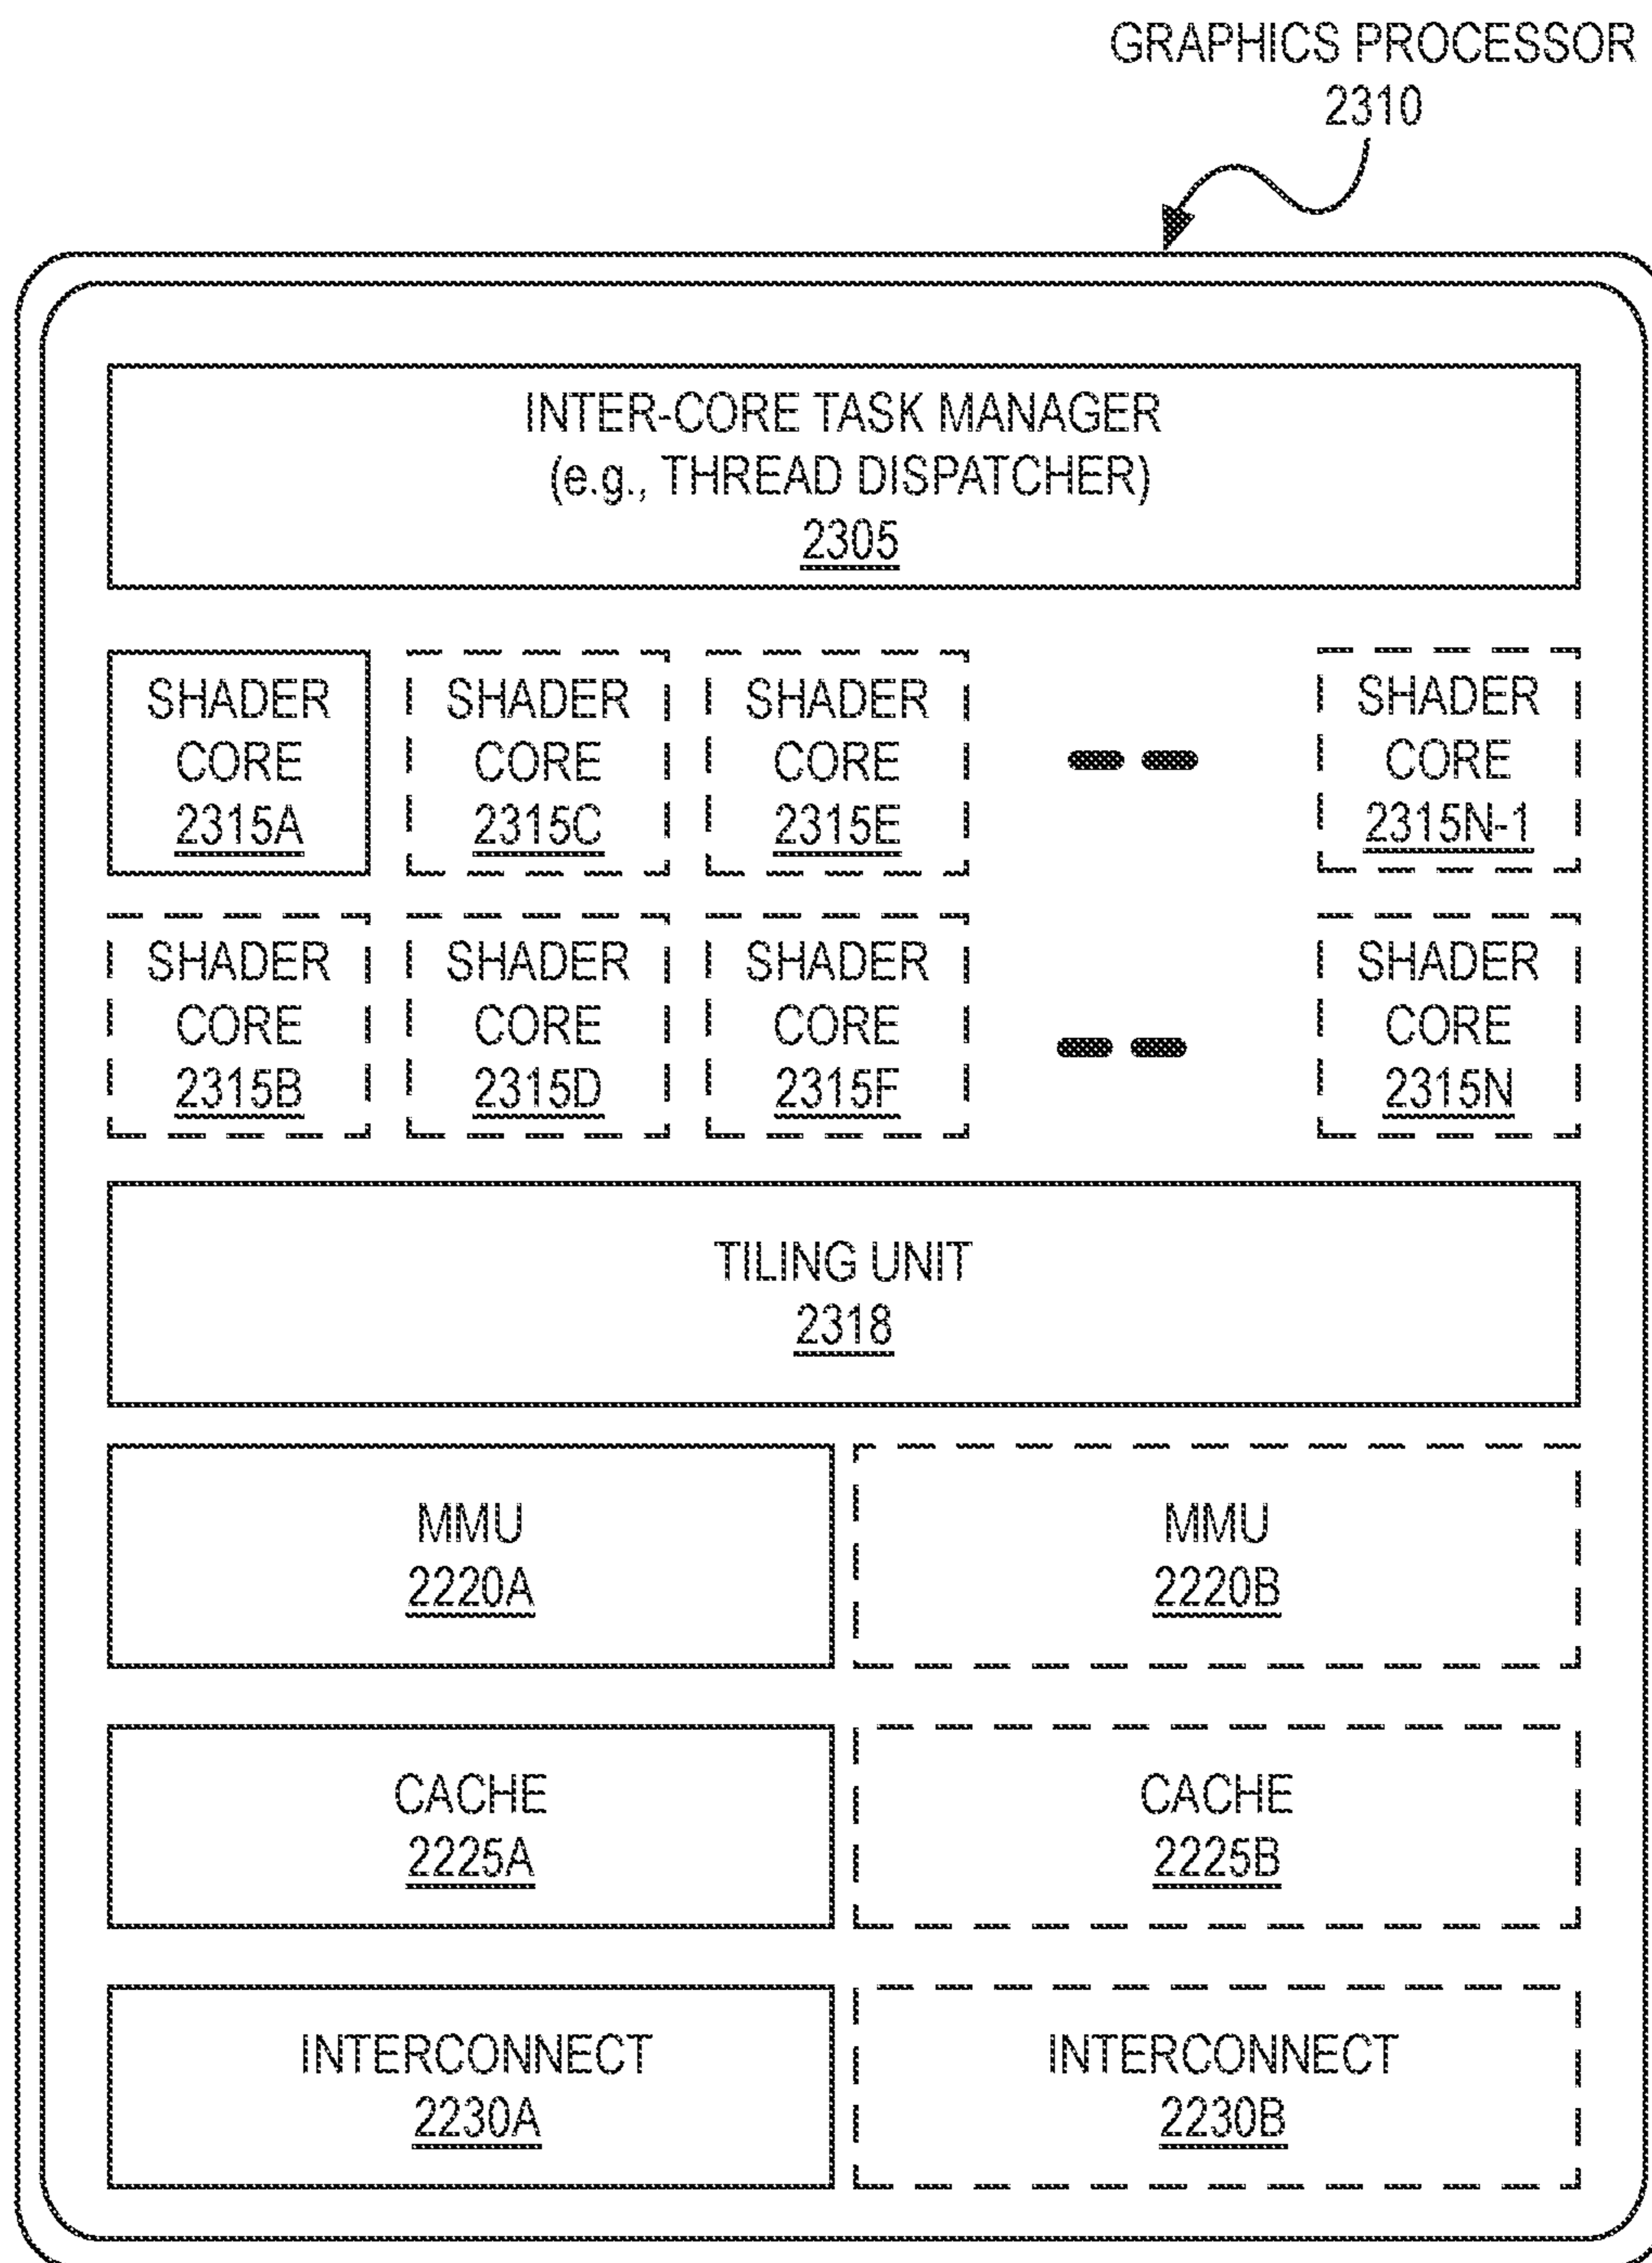 GRAPHICS PROCESSOR
2310
INTER-CORE TASK MANAGER
(e.g., THREAD DISPATCHER)
2305
SHADER
CORE
2315A
SHADER
CORE
2315C
SHADER
CORE
2315E
SHADER
CORE
2315N-1
SHADER
CORE
2315B
SHADER
CORE
2315D
SHADER
CORE
2315F
SHADER
CORE
2315N
TILING UNIT
2318
MMU
2220A
MMU
2220B
CACHE
2225A
CACHE
2225B
INTERCONNECT
2230A
INTERCONNECT
2230B